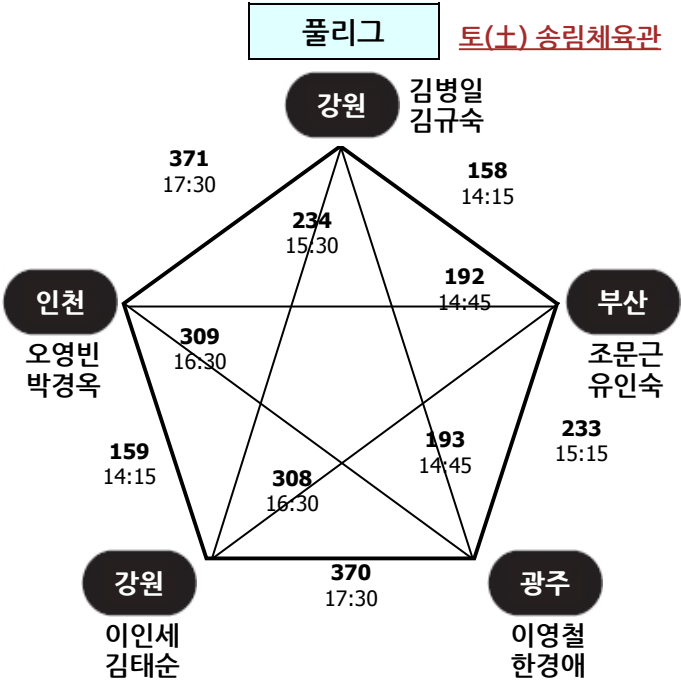 풀리그
토(土) 송림체육관
강원
김병일
김규숙
371
17:30
158
14:15
234
15:30
192
14:45
인천
오영빈
박경옥
부산
조문근
유인숙
309
16:30
159
14:15
193
14:45
233
15:15
308
16:30
강원
이인세
김태순
370
17:30
광주
이영철
한경애